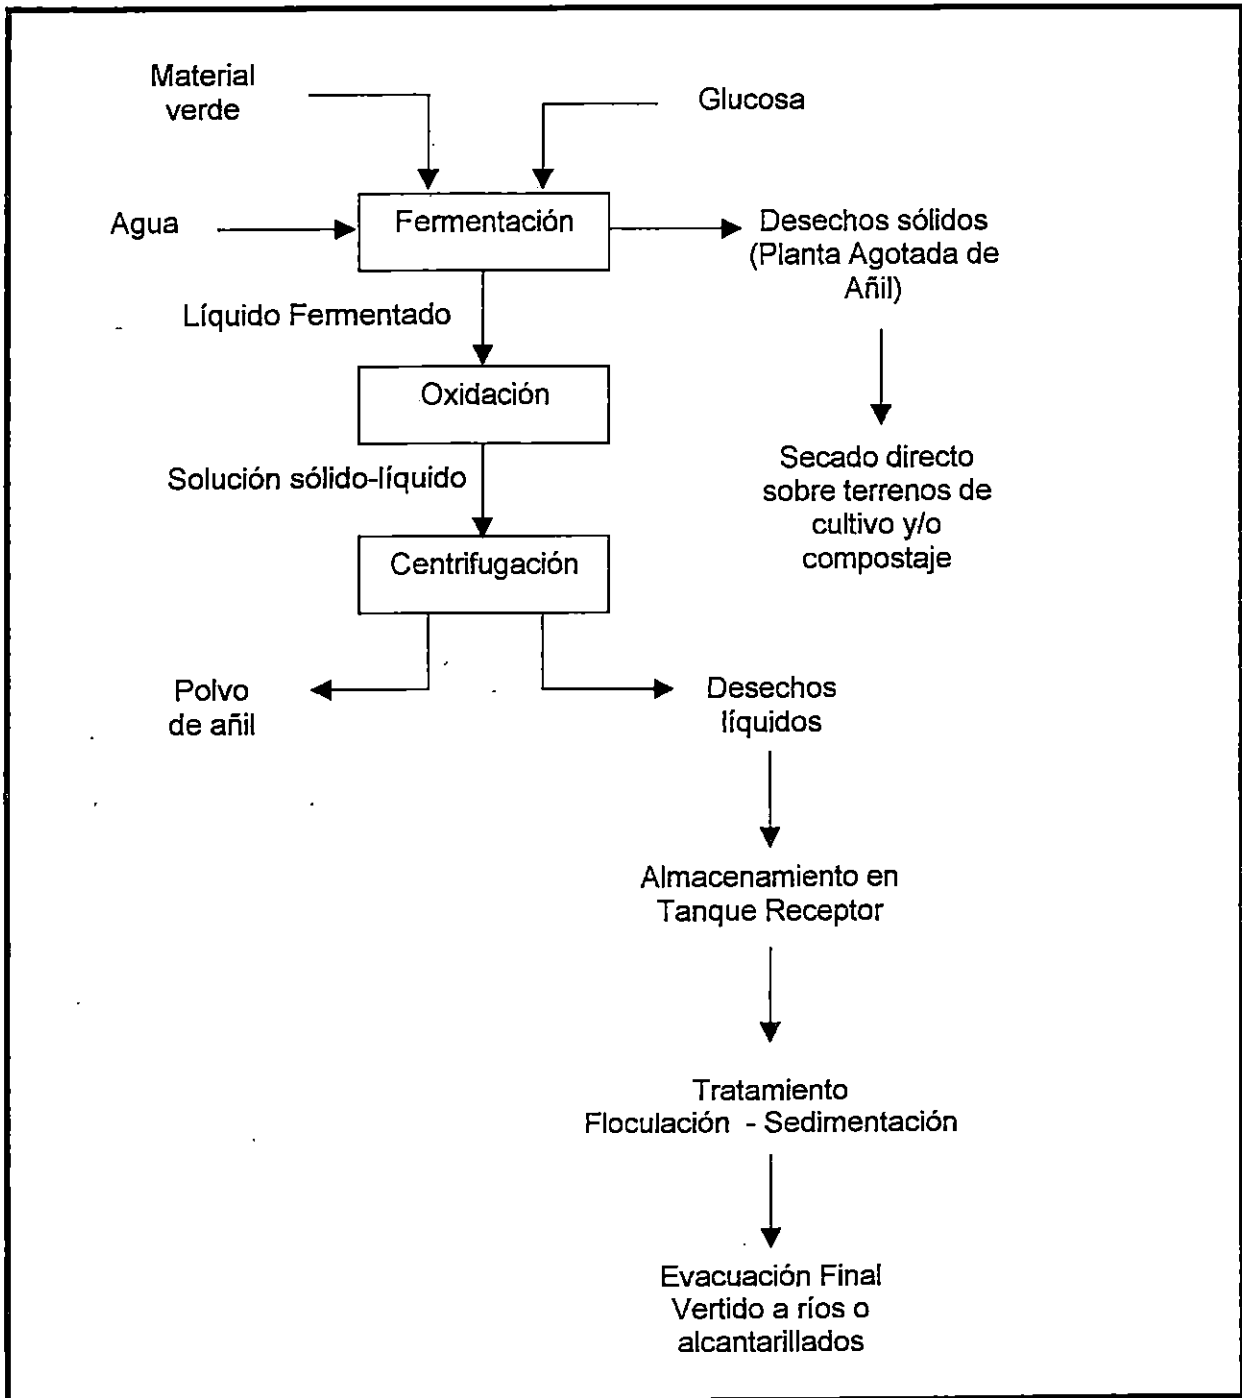 Material
verde
Glucosa
Agua
Fermentación
Desechos sólidos
(Planta Agotada de
Añil)
Líquido Fermentado
Oxidación
Solución sólido-líquido
Secado directo
sobre terrenos de
cultivo y/o
compostaje
Centrifugación
Polvo
de añil
Desechos
líquidos
Almacenamiento en
Tanque Receptor
Tratamiento
Floculación - Sedimentación
Evacuación Final
Vertido a ríos o
alcantarillados